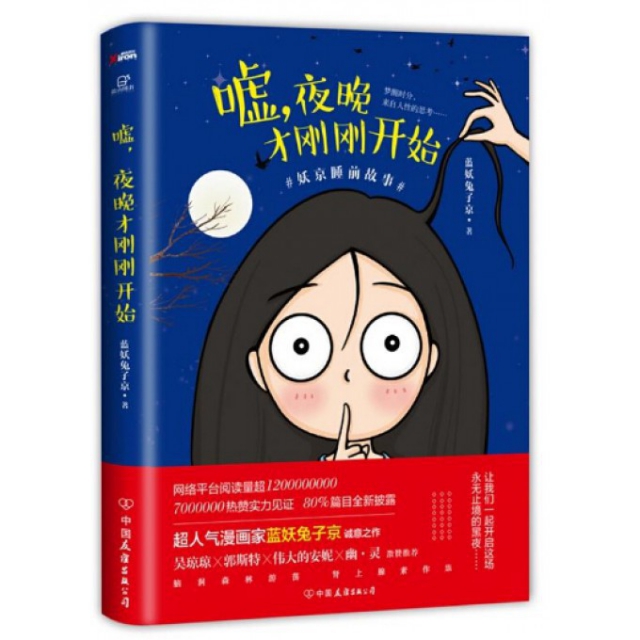 嘘,
夜晚
才刚刚开始
梦醒时分,
来自人性的思考……
#妖京睡前故事#
蓝妖兔子京·著
嘘,夜晚才刚刚开始
蓝妖兔子京·著
中国友谊出版公司
网络平台阅读量超1200000000
7000000热赞实力见证 80%篇目全新披露
超人气漫画家蓝妖兔子京 诚意之作
吴琼琼×郭斯特×伟大的安妮×幽·灵 激赞推荐
让我们一起开启这场
永无止境的黑夜……
中国友谊出版公司